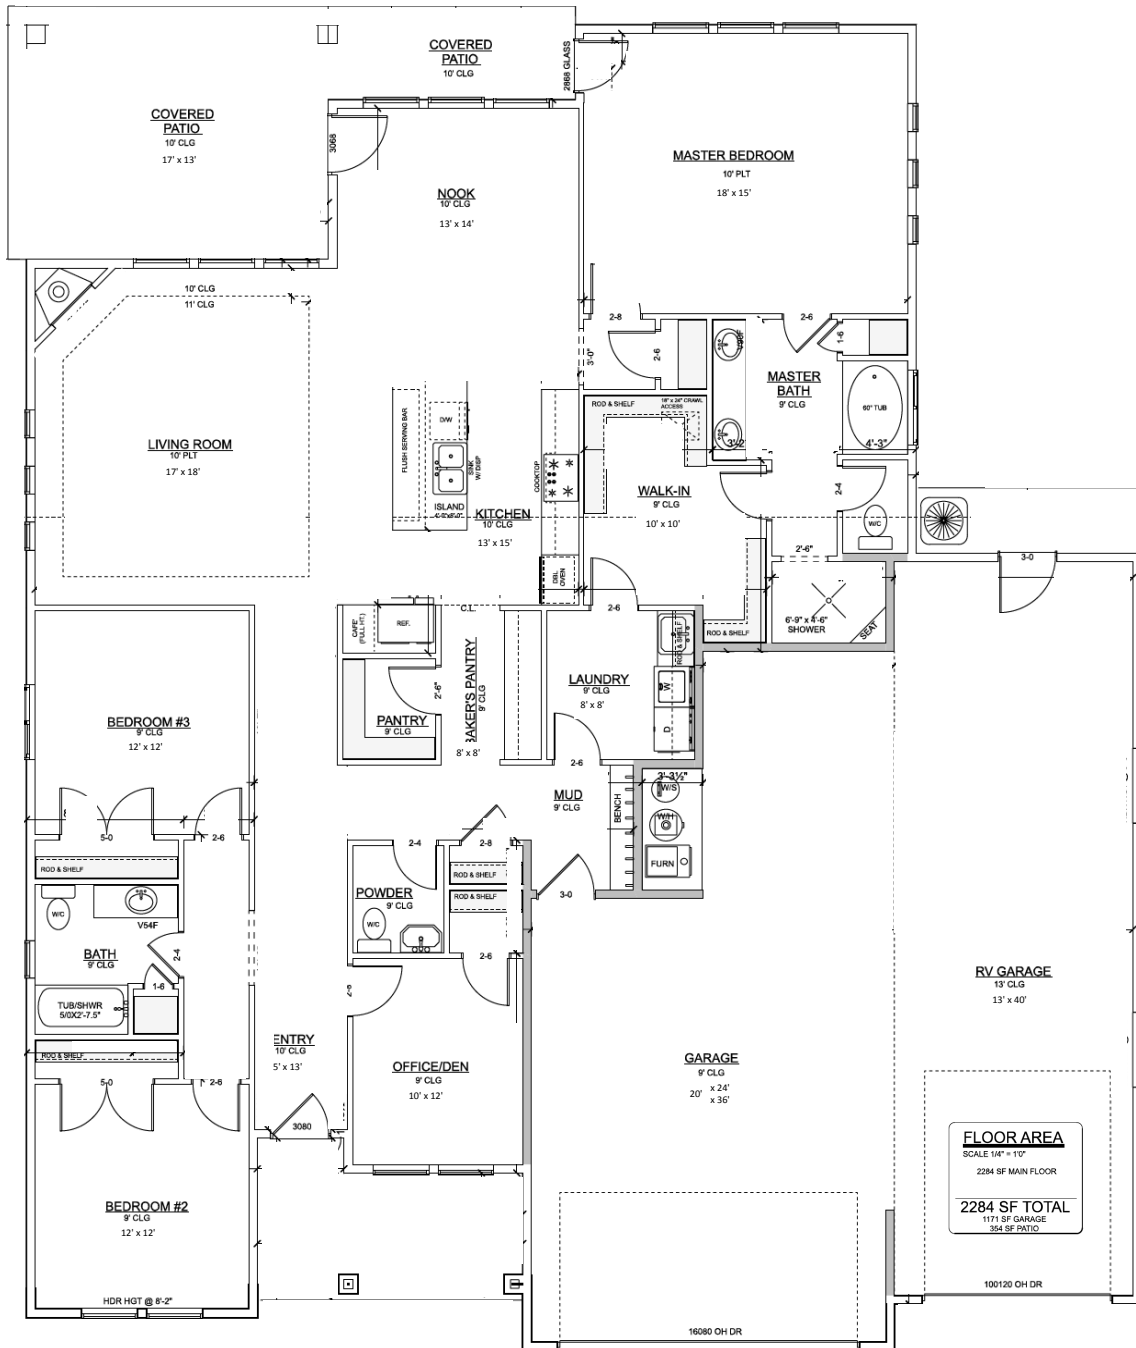 COVERED
PATIO
10' CLG
2868 GLASS
COVERED
PATIO
10' CLG
17' x 13'
3068
MASTER BEDROOM
10' PLT
18' x 15'
NOOK
10' CLG
13' x 14'
10' CLG
11' CLG
2-8
3'-0"
2-6
2-6
1-6
MASTER
BATH
9' CLG
60" TUB
4'-3"
3'-2"
ROD & SHELF
16" x 24" CRAWL
ACCESS
FLUSH SERVING BAR
D/W
SINK
W/ DISP
COOKTOP
LIVING ROOM
10' PLT
17' x 18'
ISLAND
KITCHEN
10' CLG
13' x 15'
WALK-IN
9' CLG
10' x 10'
2-4
W/C
2'-6"
3-0
DBL
OVEN
2-6
C.L.
CAFE'
(FULL HT.)
REF.
ROD & SHELF
ROD & SHELF
6'-9" x 4'-6"
SHOWER
SEAT
LAUNDRY
9' CLG
8' x 8'
W
D
2'-6"
PANTRY
9' CLG
BAKER'S PANTRY
9' CLG
8' x 8'
BEDROOM #3
9' CLG
12' x 12'
2-6
3'-3½"
W/S
W/H
FURN
MUD
9' CLG
BENCH
5-0
2-6
2-4
2-8
3-0
ROD & SHELF
ROD & SHELF
ROD & SHELF
POWDER
9' CLG
W/C
W/C
V54F
BATH
9' CLG
2-4
1-6
2-6
TUB/SHWR
5/0X2'-7.5"
2-6
RV GARAGE
13' CLG
13' x 40'
ROD & SHELF
ENTRY
10' CLG
5' x 13'
OFFICE/DEN
9' CLG
10' x 12'
GARAGE
9' CLG
20' x 24'
x 36'
5-0
2-6
3080
FLOOR AREA
SCALE 1/4" = 1'0"
2284 SF MAIN FLOOR
2284 SF TOTAL
1171 SF GARAGE
354 SF PATIO
BEDROOM #2
9' CLG
12' x 12'
HDR HGT @ 8'-2"
100120 OH DR
16080 OH DR